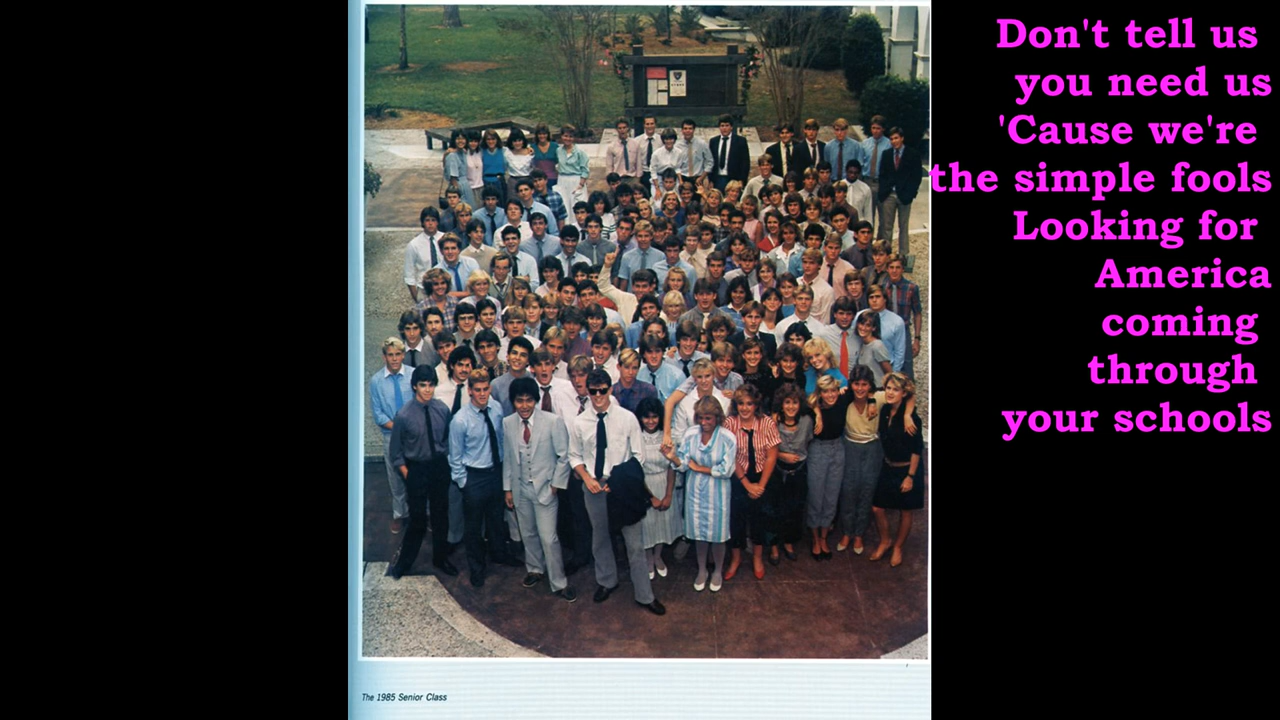 Don't tell us
you need us
'Cause we're
the simple fools
Looking for
America
coming
through
your schools
The 1985 Senior Class